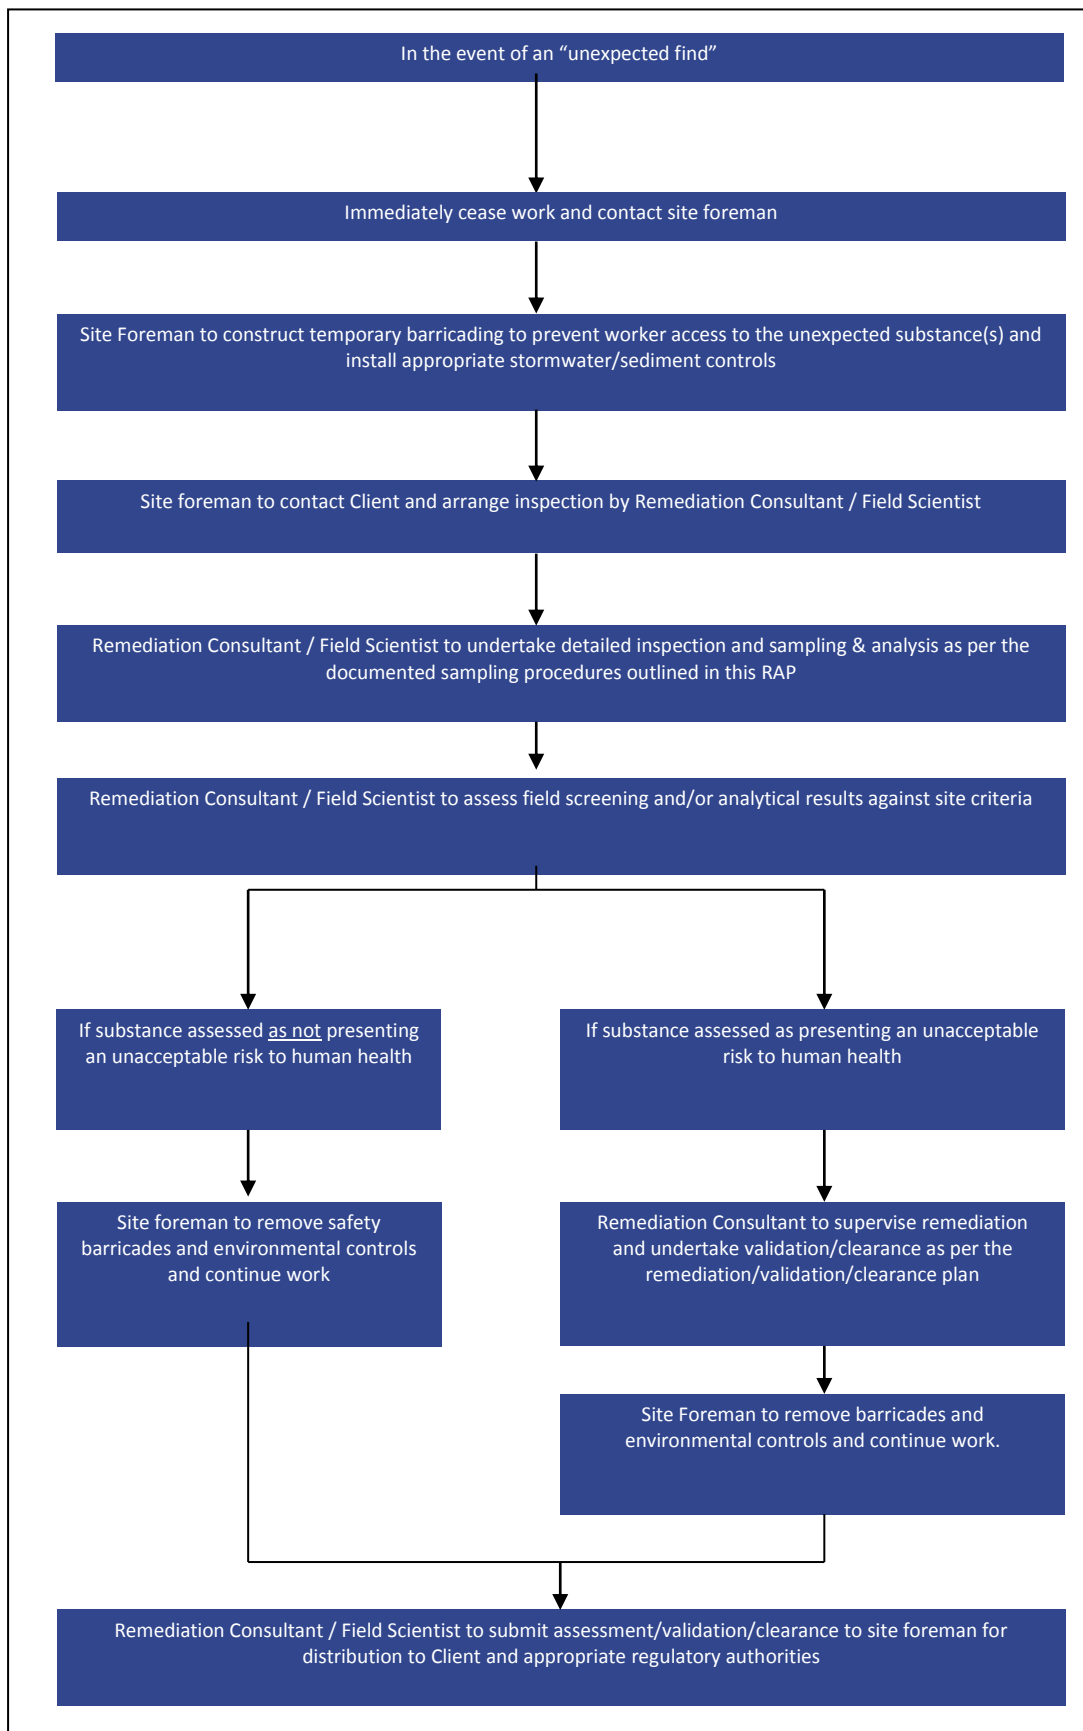 In the event of an “unexpected find”
Immediately cease work and contact site foreman
Site Foreman to construct temporary barricading to prevent worker access to the unexpected substance(s) and
install appropriate stormwater/sediment controls
Site foreman to contact Client and arrange inspection by Remediation Consultant / Field Scientist
Remediation Consultant / Field Scientist to undertake detailed inspection and sampling & analysis as per the
documented sampling procedures outlined in this RAP
Remediation Consultant / Field Scientist to assess field screening and/or analytical results against site criteria
If substance assessed as not presenting
an unacceptable risk to human health
If substance assessed as presenting an unacceptable
risk to human health
Site foreman to remove safety
barricades and environmental controls
and continue work
Remediation Consultant to supervise remediation
and undertake validation/clearance as per the
remediation/validation/clearance plan
Site Foreman to remove barricades and
environmental controls and continue work.
Remediation Consultant / Field Scientist to submit assessment/validation/clearance to site foreman for
distribution to Client and appropriate regulatory authorities